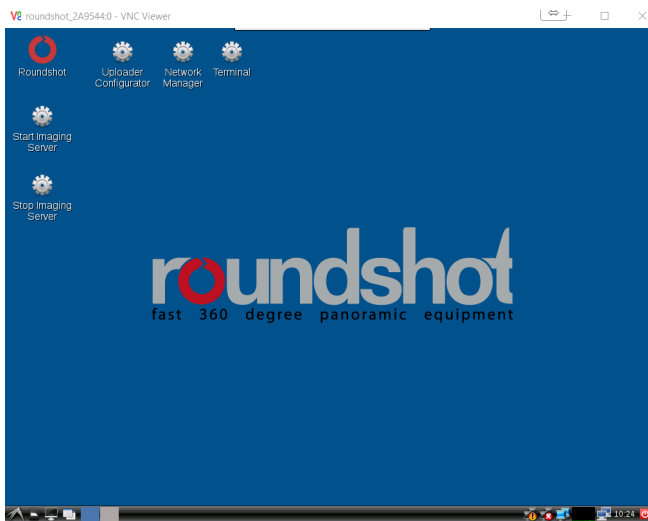 V2 roundshot_2A9544:0 - VNC Viewer
Roundshot
Uploader
Configurator
Network
Manager
Terminal
Start Imaging
Server
Stop Imaging
Server
roundshot
fast 360 degree panoramic equipment
10:24